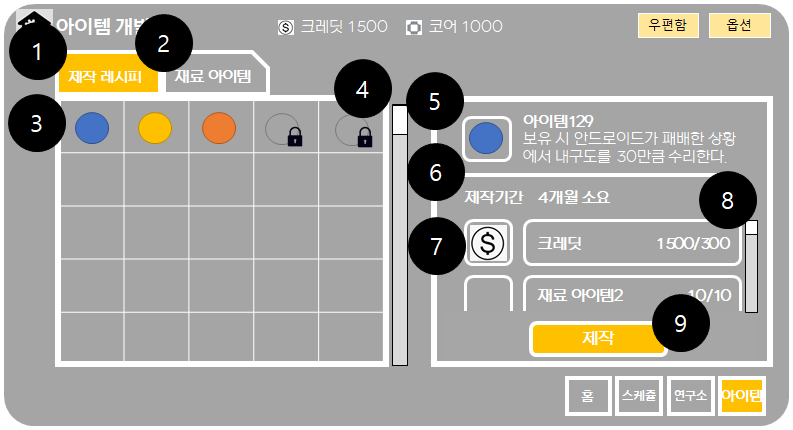 아이템 개발
크레딧 1500
코어 1000
우편함
옵션
1
2
제작 레시피
재료 아이템
3
4
5
아이템129
보유 시 안드로이드가 패배한 상황
에서 내구도를 30만큼 수리한다.
6
제작기간 4개월 소요
8
7
크레딧 1500/300
재료 아이템2 10/10
제작
9
홈
스케쥴
연구소
아이템